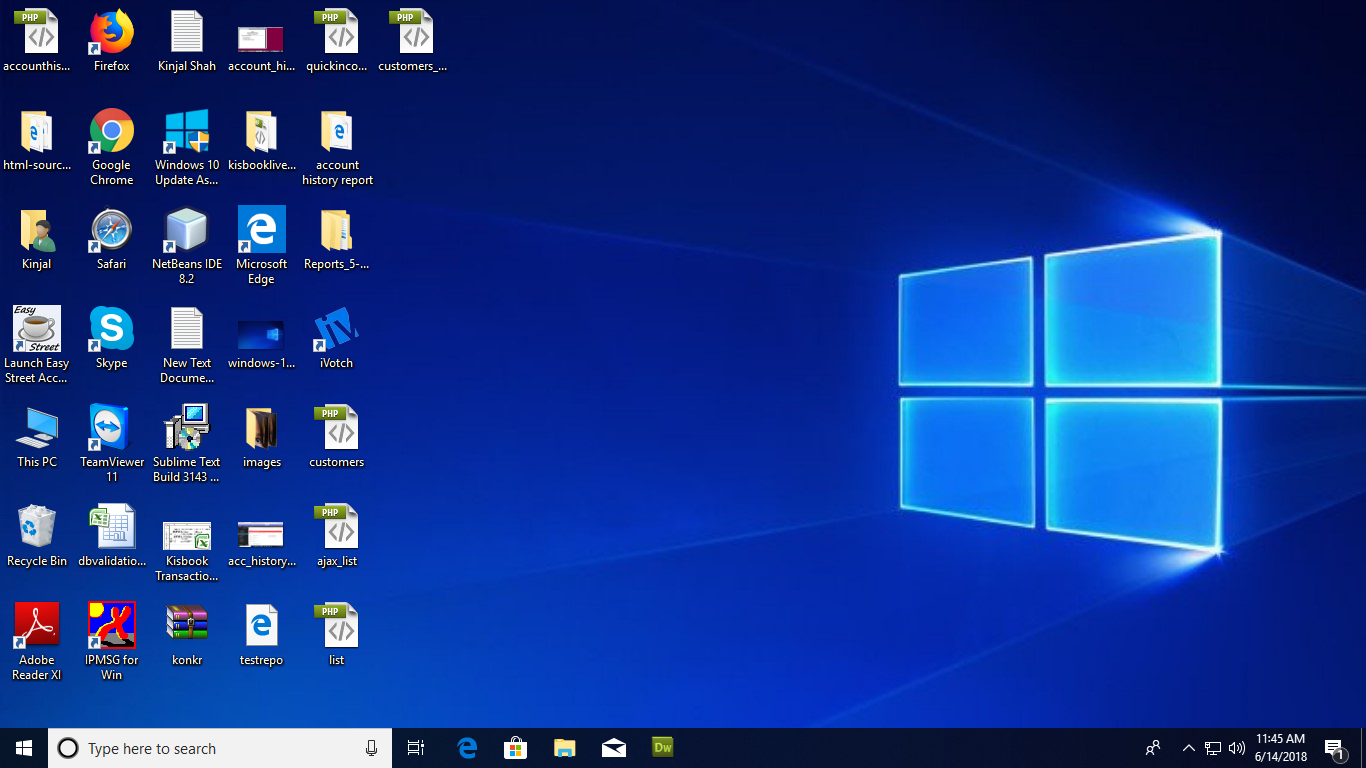 PHP
accounthis...
Firefox
Kinjal Shah
account_hi...
PHP
quickinco...
PHP
customers_...
html-sourc...
Google
Chrome
Windows 10
Update As...
kisbooklive...
account
history report
Kinjal
Safari
NetBeans IDE
8.2
Microsoft
Edge
Reports_5-...
Easy
Street
Launch Easy
Street Acc...
Skype
New Text
Docume...
windows-1...
iVotch
This PC
TeamViewer
11
Sublime Text
Build 3143 ...
images
PHP
customers
Recycle Bin
dbvalidatio...
Kisbook
Transactio...
acc_history...
PHP
ajax_list
Adobe
Reader XI
IPMSG for
Win
konkr
testrepo
PHP
list
Type here to search
Dw
11:45 AM
6/14/2018
1